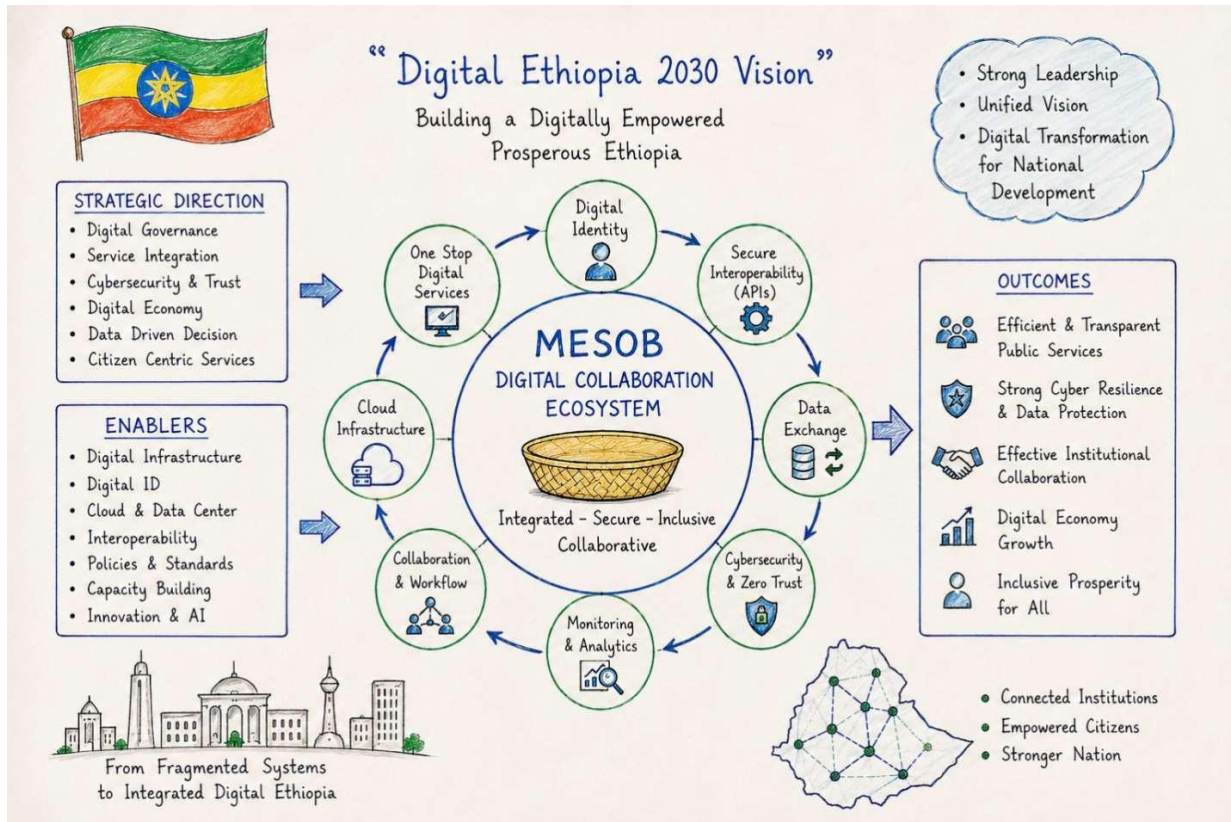 “Digital Ethiopia 2030 Vision”
Building a Digitally Empowered
Prosperous Ethiopia
• Strong Leadership
• Unified Vision
• Digital Transformation
for National
Development
STRATEGIC DIRECTION
• Digital Governance
• Service Integration
• Cybersecurity & Trust
• Digital Economy
• Data Driven Decision
• Citizen Centric Services
ENABLERS
• Digital Infrastructure
• Digital ID
• Cloud & Data Center
• Interoperability
• Policies & Standards
• Capacity Building
• Innovation & AI
Digital
Identity
Secure
Interoperability
(APIs)
Data
Exchange
Cybersecurity
& Zero Trust
Monitoring
& Analytics
Collaboration
& Workflow
Cloud
Infrastructure
One Stop
Digital
Services
MESOB
DIGITAL COLLABORATION
ECOSYSTEM
Integrated – Secure – Inclusive
Collaborative
OUTCOMES
Efficient & Transparent
Public Services
Strong Cyber Resilience
& Data Protection
Effective Institutional
Collaboration
Digital Economy
Growth
Inclusive Prosperity
for All
From Fragmented Systems
to Integrated Digital Ethiopia
Connected Institutions
Empowered Citizens
Stronger Nation